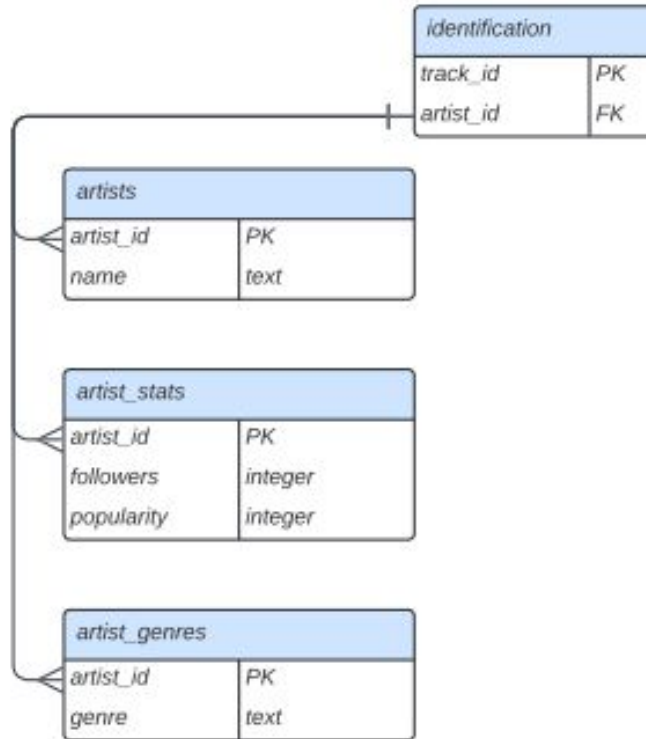 identification
track_id PK
artist_id FK
artists
artist_id PK
name text
artist_stats
artist_id PK
followers integer
popularity integer
artist_genres
artist_id PK
genre text